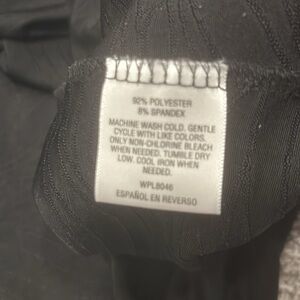 92% POLYESTER
8% SPANDEX
MACHINE WASH COLD, GENTLE
CYCLE WITH LIKE COLORS.
ONLY NON-CHLORINE BLEACH
WHEN NEEDED. TUMBLE DRY
LOW. COOL IRON WHEN
NEEDED.
WPL8046
ESPAÑOL EN REVERSO